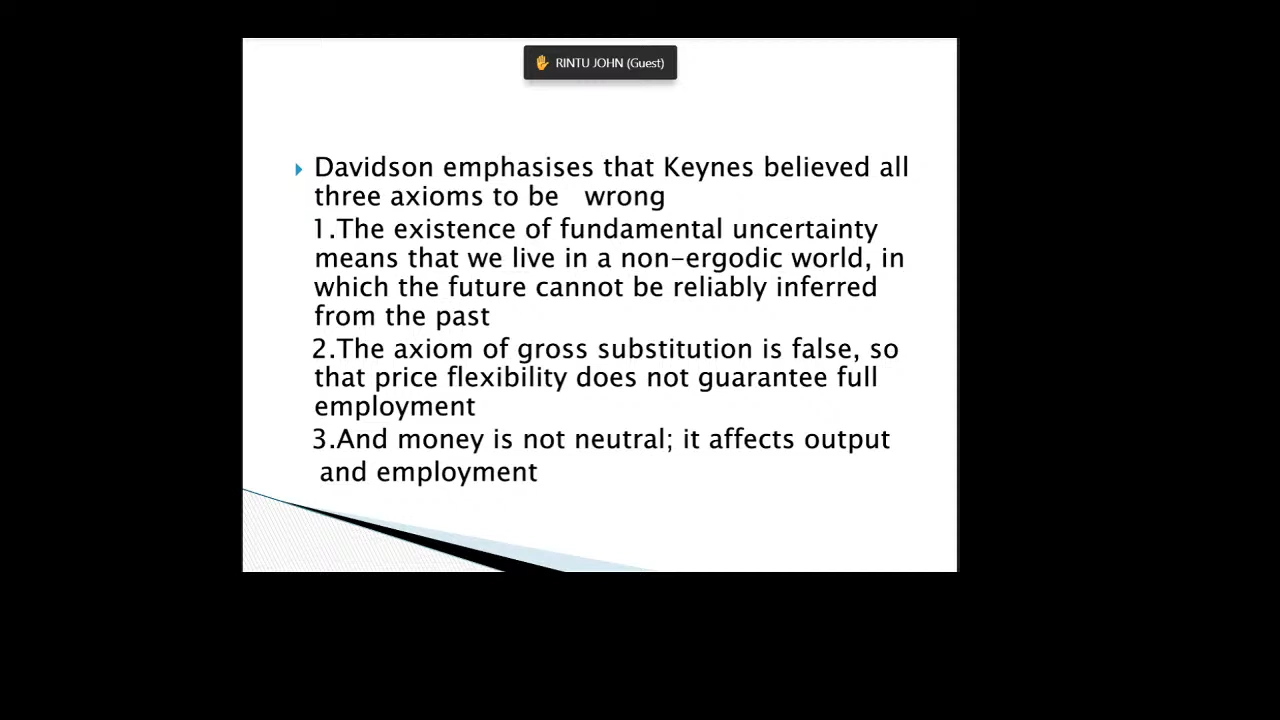 RINTU JOHN (Guest)
Davidson emphasises that Keynes believed all
three axioms to be wrong
1.The existence of fundamental uncertainty
means that we live in a non-ergodic world, in
which the future cannot be reliably inferred
from the past
2.The axiom of gross substitution is false, so
that price flexibility does not guarantee full
employment
3.And money is not neutral; it affects output
and employment